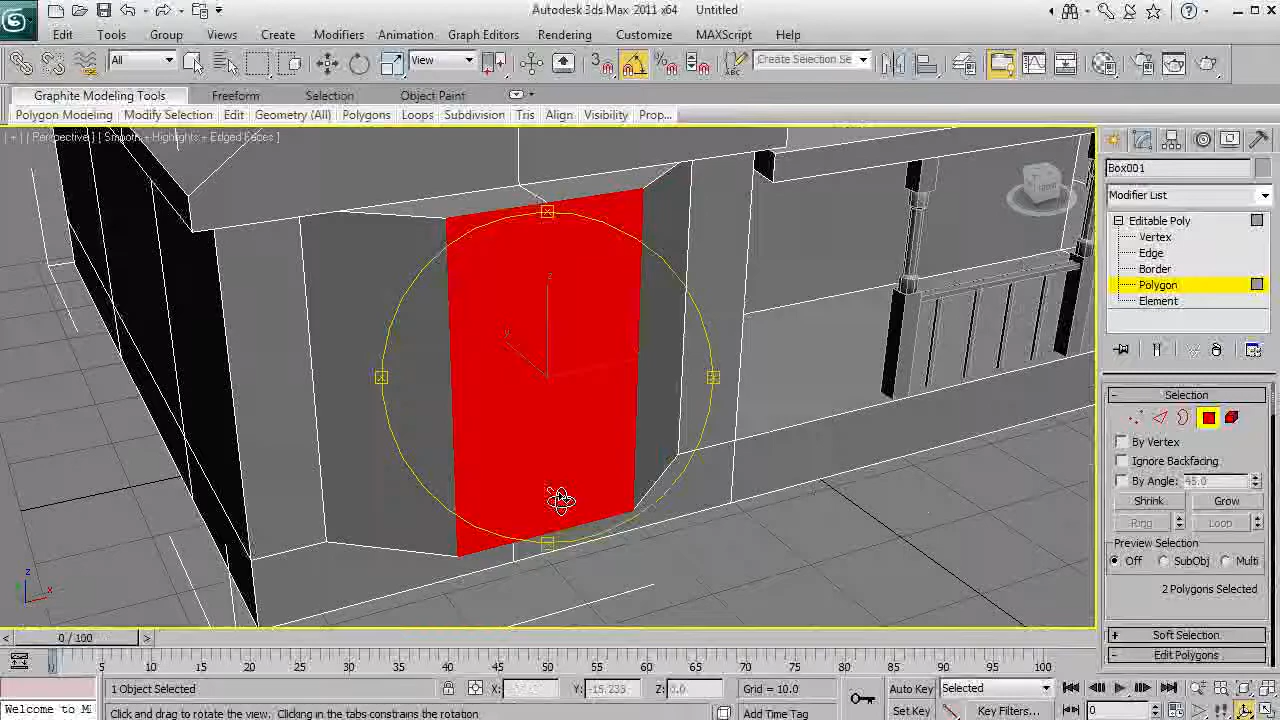 Autodesk 3ds Max 2011 x64 Untitled
Edit Tools Group Views Create Modifiers Animation Graph Editors Rendering Customize MAXScript Help
All View 3 Create Selection Se
Graphite Modeling Tools Freeform Selection Object Paint
Polygon Modeling Modify Selection Edit Geometry (All) Polygons Loops Subdivision Tris Align Visibility Prop...
[ + ] [ Perspective ] [ Smooth + Highlights + Edged Faces ]
Box001
Modifier List
Editable Poly
Vertex
Edge
Border
Polygon
Element
FRONT
z
y
z
x
Selection
By Vertex
Ignore Backfacing
By Angle: 45.0
Shrink Grow
Ring Loop
Preview Selection
Off SubObj Multi
2 Polygons Selected
Soft Selection
Edit Polygons
< 0 / 100 >
0 5 10 15 20 25 30 35 40 45 50 55 60 65 70 75 80 85 90 95 100
1 Object Selected X: Y: -15.233 Z: 0.0 Grid = 10.0 Auto Key Selected
Welcome to M Click and drag to rotate the view. Clicking in the tabs constrains the rotation Add Time Tag Set Key Key Filters... 0